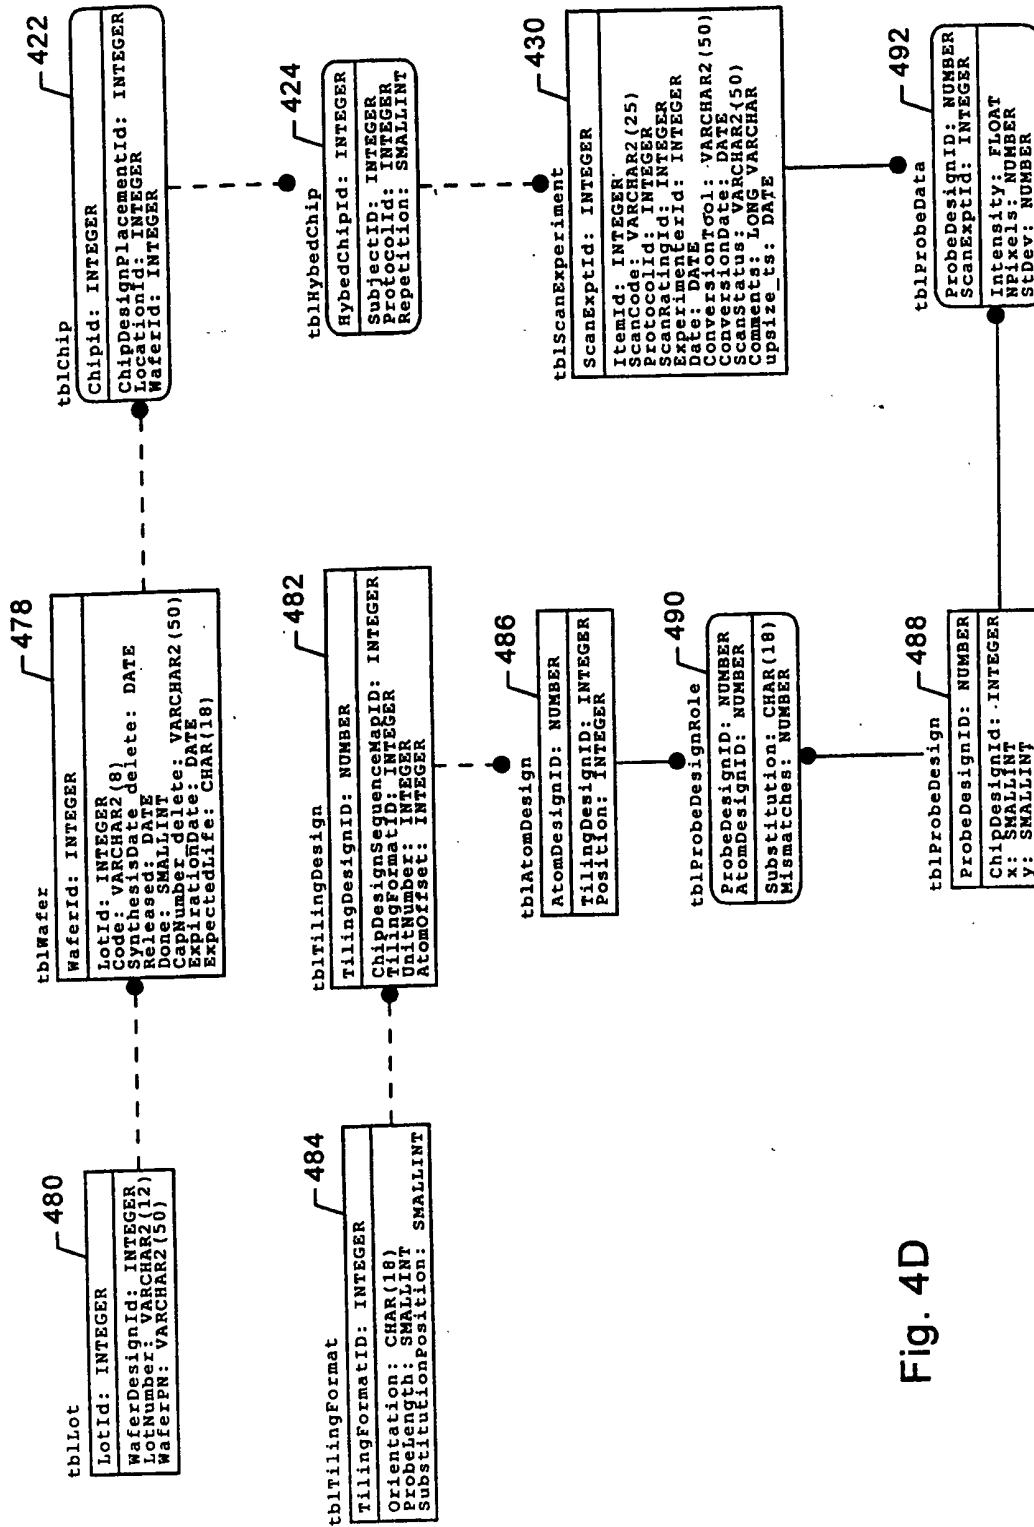 tblLot
480
LotId: INTEGER
WaferDesignId: INTEGER
LotNumber: VARCHAR2(12)
WaferPN: VARCHAR2(50)
tblWafer
478
WaferId: INTEGER
LotId: INTEGER
Code: VARCHAR2(8)
SynthesisDate_delete: DATE
Released: DATE
Done: SMALLINT
CapNumber_delete: VARCHAR2(50)
ExpirationDate: DATE
ExpectedLife: CHAR(18)
tblChip
422
Chipid: INTEGER
ChipDesignPlacementId: INTEGER
LocationId: INTEGER
WaferId: INTEGER
tblHybedChip
424
HybedChipId: INTEGER
SubjectID: INTEGER
ProtocolId: INTEGER
Repetition: SMALLINT
tblTilingFormat
484
TilingFormatID: INTEGER
Orientation: CHAR(18)
ProbeLength: SMALLINT
SubstitutionPosition: SMALLINT
tblTilingDesign
482
TilingDesignID: NUMBER
ChipDesignSequenceMapID: INTEGER
TilingFormatID: INTEGER
UnitNumber: INTEGER
AtomOffset: INTEGER
tblScanExperiment
430
ScanExptId: INTEGER
ItemId: INTEGER
ScanCode: VARCHAR2(25)
ProtocolId: INTEGER
ScanRatingId: INTEGER
ExperimenterId: INTEGER
Date: DATE
ConversionTool: VARCHAR2(50)
ConversionDate: DATE
ScanStatus: VARCHAR2(50)
Comments: LONG VARCHAR
upsize_ts: DATE
tblAtomDesign
486
AtomDesignID: NUMBER
TilingDesignID: INTEGER
Position: INTEGER
tblProbeDesignRole
490
ProbeDesignID: NUMBER
AtomDesignID: NUMBER
Substitution: CHAR(18)
Mismatches: NUMBER
tblProbeDesign
488
ProbeDesignID: NUMBER
ChipDesignId: INTEGER
x: SMALLINT
y: SMALLINT
tblProbeData
492
ProbeDesignID: NUMBER
ScanExptId: INTEGER
Intensity: FLOAT
NPixels: NUMBER
StDev: NUMBER
Fig. 4D